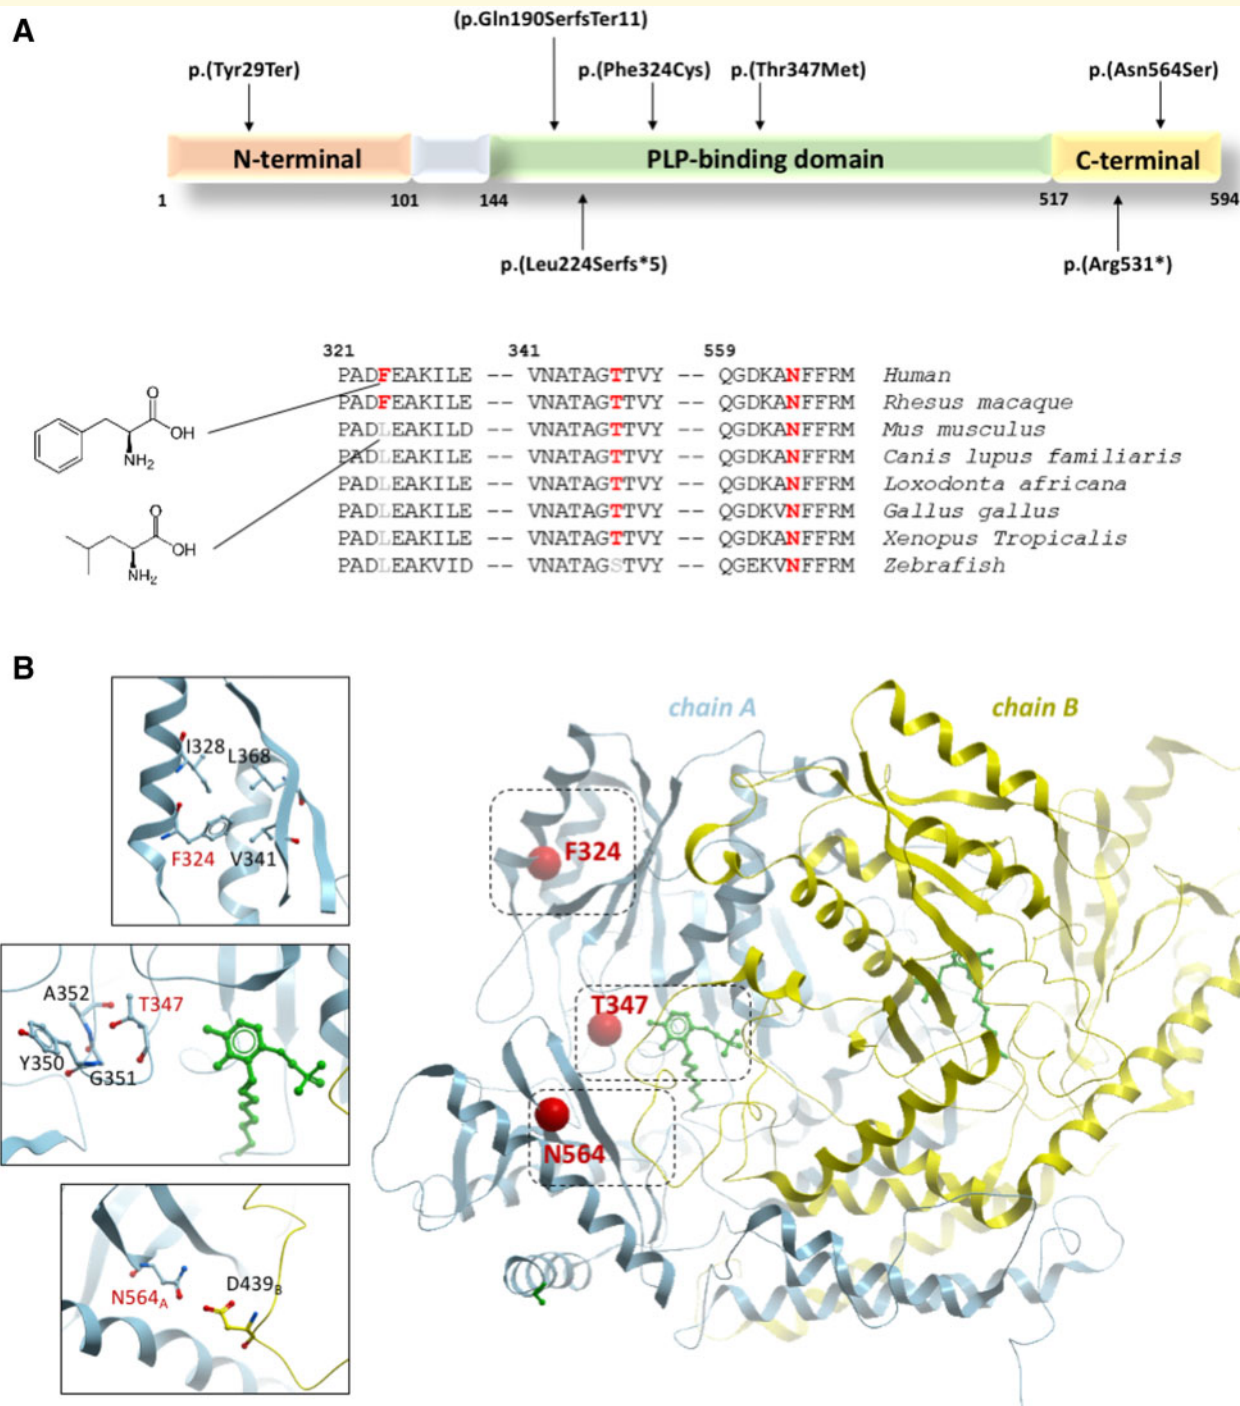 A
(p.Gln190SerfsTer11)
p.(Tyr29Ter)
p.(Phe324Cys)
p.(Thr347Met)
p.(Asn564Ser)
N-terminal
PLP-binding domain
C-terminal
1
101
144
517
594
p.(Leu224Serfs*5)
p.(Arg531*)
321
341
559
PADFEAKILE -- VNATAGTTVY -- QGDKANFFRM Human
PADFEAKILE -- VNATAGTTVY -- QGDKANFFRM Rhesus macaque
PADLEAKILD -- VNATAGTTVY -- QGDKANFFRM Mus musculus
PADLEAKILE -- VNATAGTTVY -- QGDKANFFRM Canis lupus familiaris
PADLEAKILE -- VNATAGTTVY -- QGDKANFFRM Loxodonta africana
PADLEAKILE -- VNATAGTTVY -- QGDKVNFFRM Gallus gallus
PADLEAKILE -- VNATAGTTVY -- QGDKANFFRM Xenopus Tropicalis
PADLEAKVID -- VNATAGSTVY -- QGEKVNFFRM Zebrafish
O
OH
NH2
O
OH
NH2
B
I328
L368
F324
V341
A352
T347
Y350
G351
N564A
D439B
chain A
chain B
F324
T347
N564